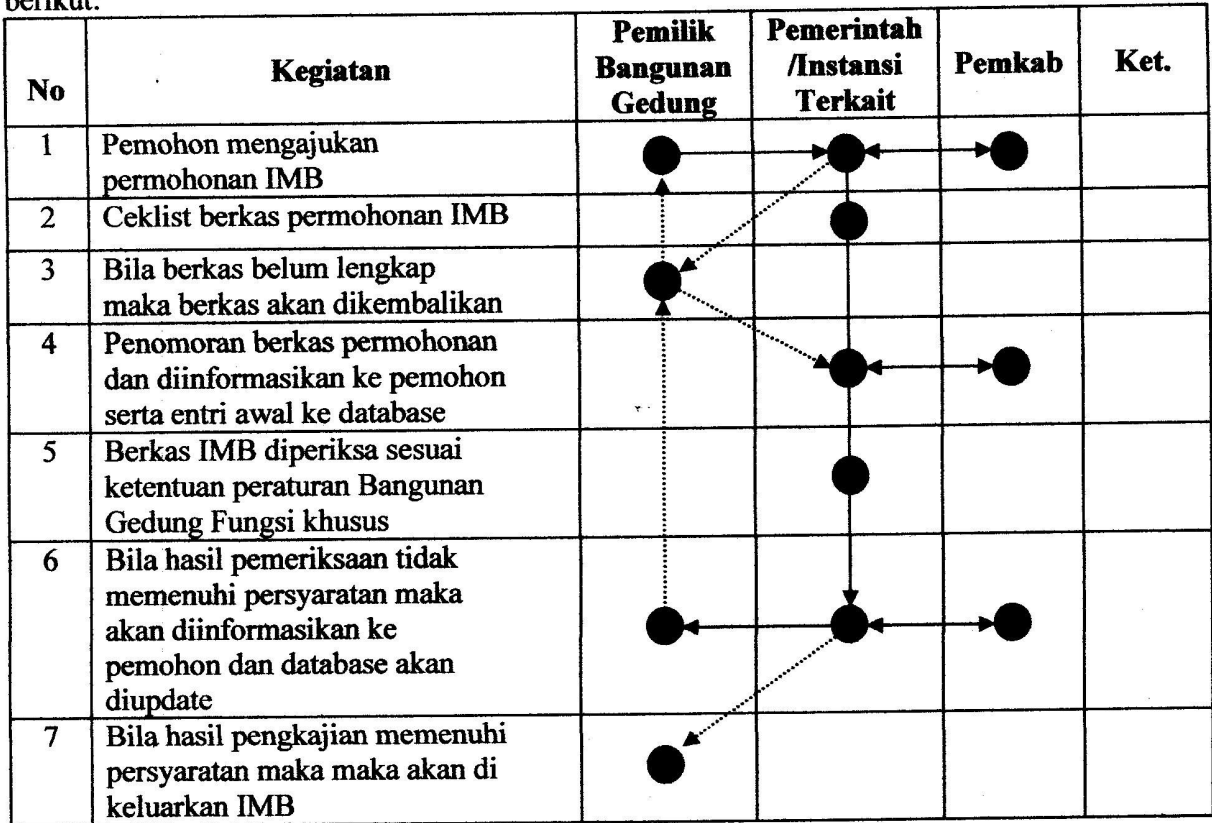 berikut:
No
Kegiatan
Pemilik
Bangunan
Gedung
Pemerintah
/Instansi
Terkait
Pemkab
Ket.
1
Pemohon mengajukan
permohonan IMB
2
Ceklist berkas permohonan IMB
3
Bila berkas belum lengkap
maka berkas akan dikembalikan
4
Penomoran berkas permohonan
dan diinformasikan ke pemohon
serta entri awal ke database
5
Berkas IMB diperiksa sesuai
ketentuan peraturan Bangunan
Gedung Fungsi khusus
6
Bila hasil pemeriksaan tidak
memenuhi persyaratan maka
akan diinformasikan ke
pemohon dan database akan
diupdate
7
Bila hasil pengkajian memenuhi
persyaratan maka maka akan di
keluarkan IMB